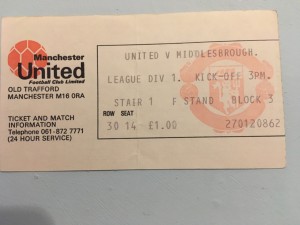 Manchester
United
Football Club Limited
OLD TRAFFORD
MANCHESTER M16 0RA
TICKET AND MATCH
INFORMATION
Telephone 061-872 7771
(24 HOUR SERVICE)
UNITED V MIDDLESBROUGH.
LEAGUE DIV 1. KICK-OFF 3PM.
STAIR 1 F STAND BLOCK 3
ROW SEAT
30 14 £1.00 270120862